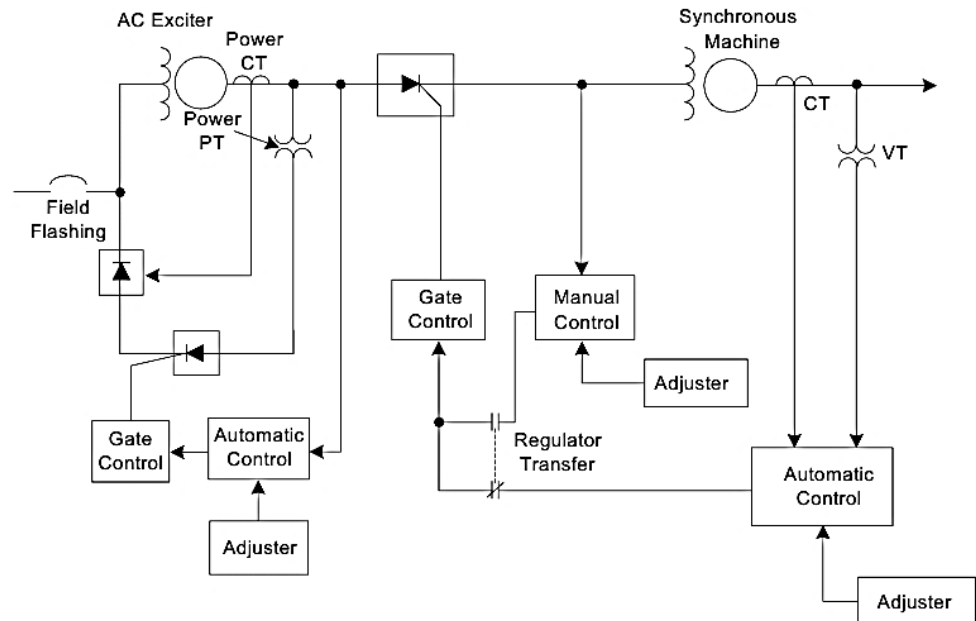 AC Exciter
Power
CT
Synchronous
Machine
Power
PT
CT
VT
Field
Flashing
Gate
Control
Manual
Control
Adjuster
Gate
Control
Automatic
Control
Regulator
Transfer
Automatic
Control
Adjuster
Adjuster